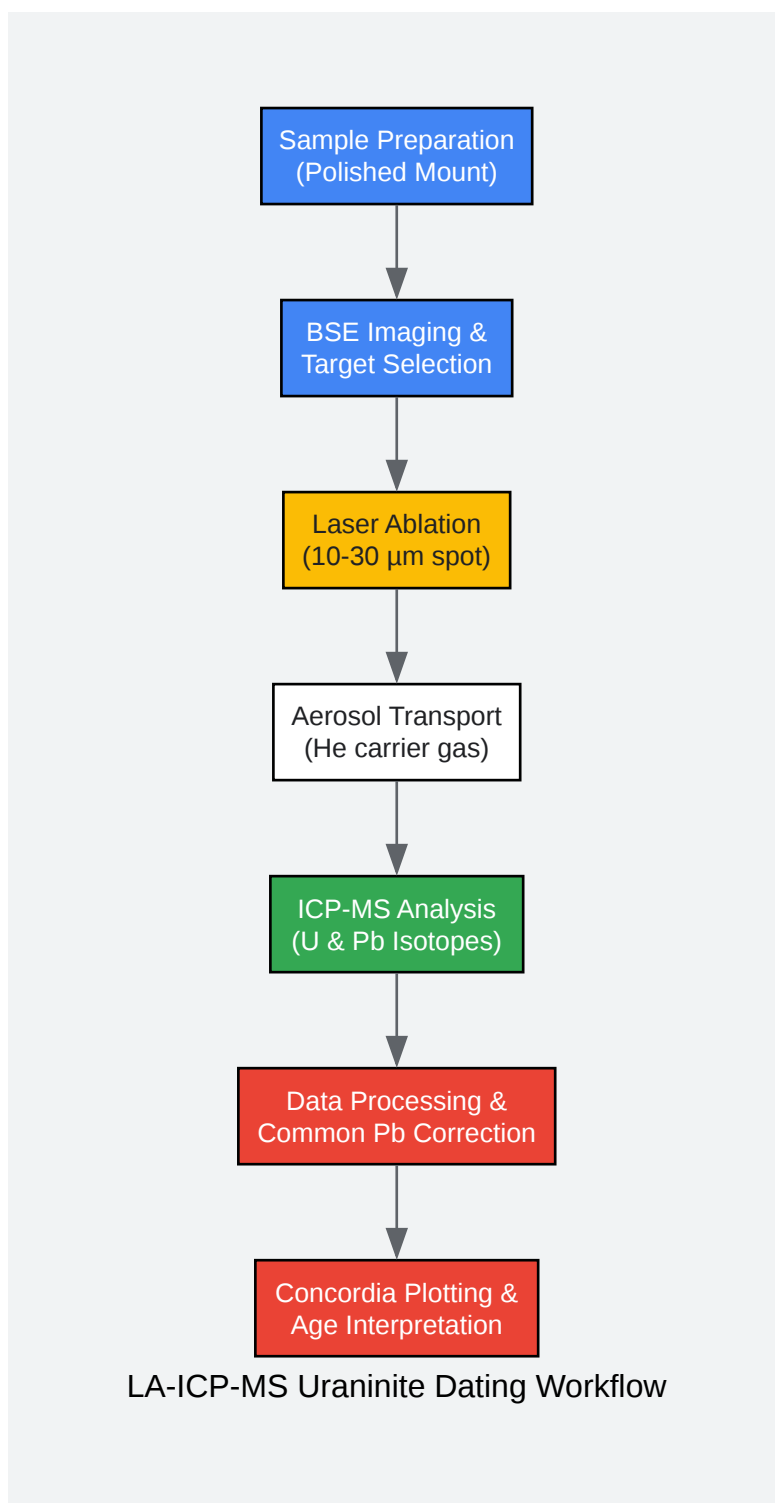 Sample Preparation
(Polished Mount)
BSE Imaging &
Target Selection
Laser Ablation
(10-30 µm spot)
Aerosol Transport
(He carrier gas)
ICP-MS Analysis
(U & Pb Isotopes)
Data Processing &
Common Pb Correction
Concordia Plotting &
Age Interpretation
LA-ICP-MS Uraninite Dating Workflow